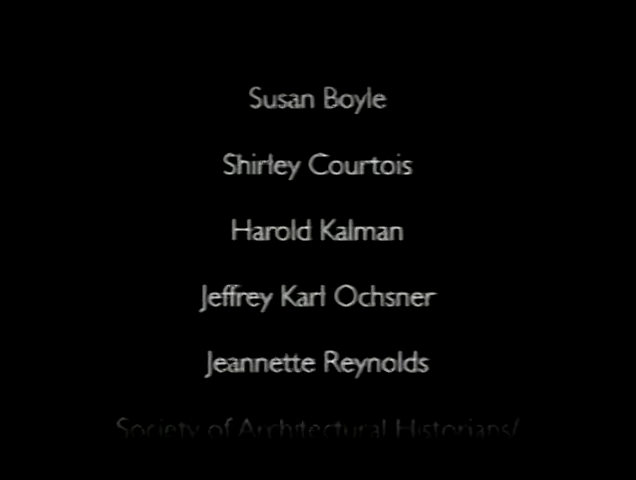 Susan Boyle
Shirley Courtois
Harold Kalman
Jeffrey Karl Ochsner
Jeannette Reynolds
Society of Architectural Historians/